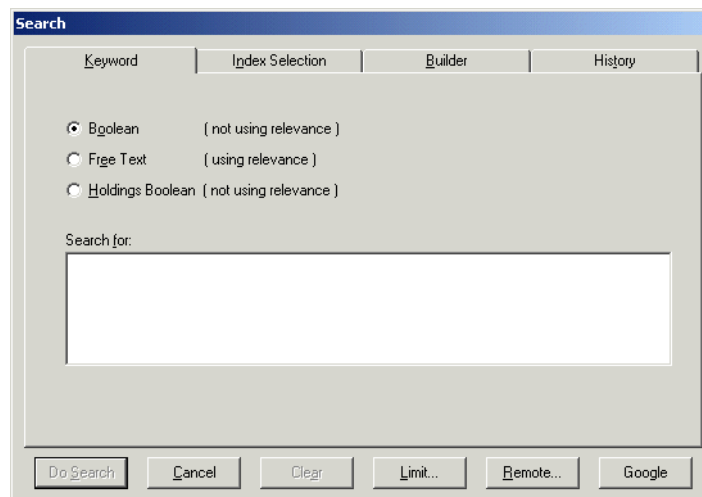 Search
Keyword Index Selection Builder History
Boolean ( not using relevance )
Free Text ( using relevance )
Holdings Boolean ( not using relevance )
Search for:
Do Search Cancel Clear Limit... Remote... Google